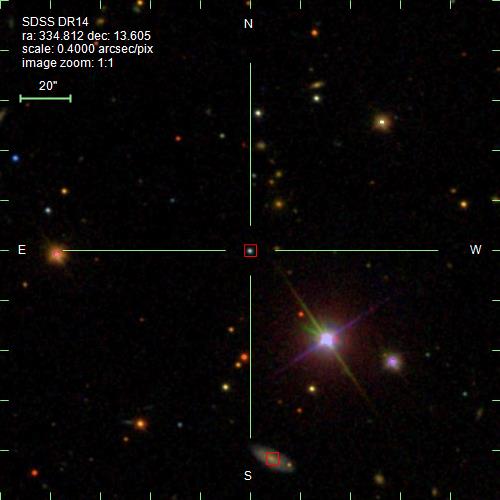 SDSS DR14
ra: 334.812 dec: 13.605
scale: 0.4000 arcsec/pix
image zoom: 1:1
20"
N
E
W
S